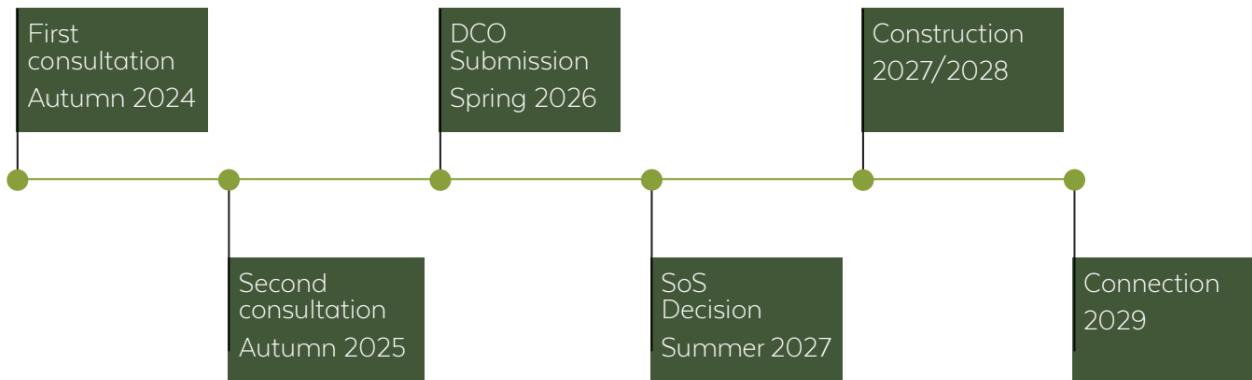 First
consultation
Autumn 2024
Second
consultation
Autumn 2025
DCO
Submission
Spring 2026
SoS
Decision
Summer 2027
Construction
2027/2028
Connection
2029